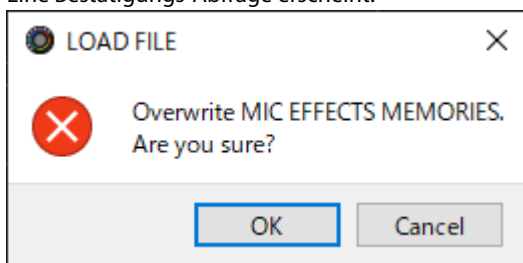 Eine Bestätigungs-Abfrage erscheint.
LOAD FILE
Overwrite MIC EFFECTS MEMORIES.
Are you sure?
OK
Cancel